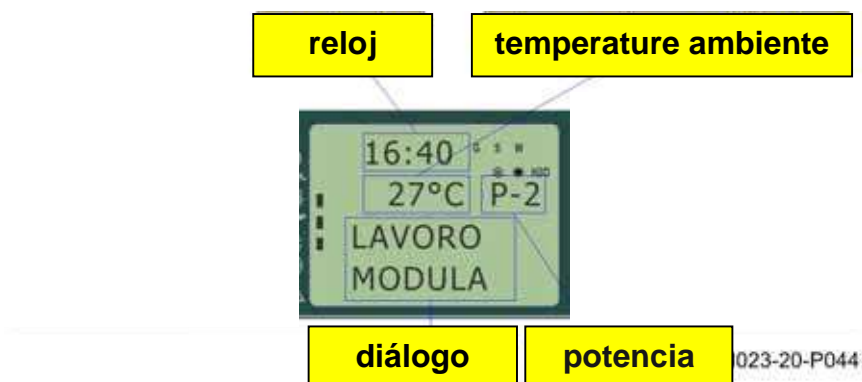 reloj
temperature ambiente
16:40
G S M
27°C P-2
LAVORO
MODULA
diálogo
potencia
023-20-P044